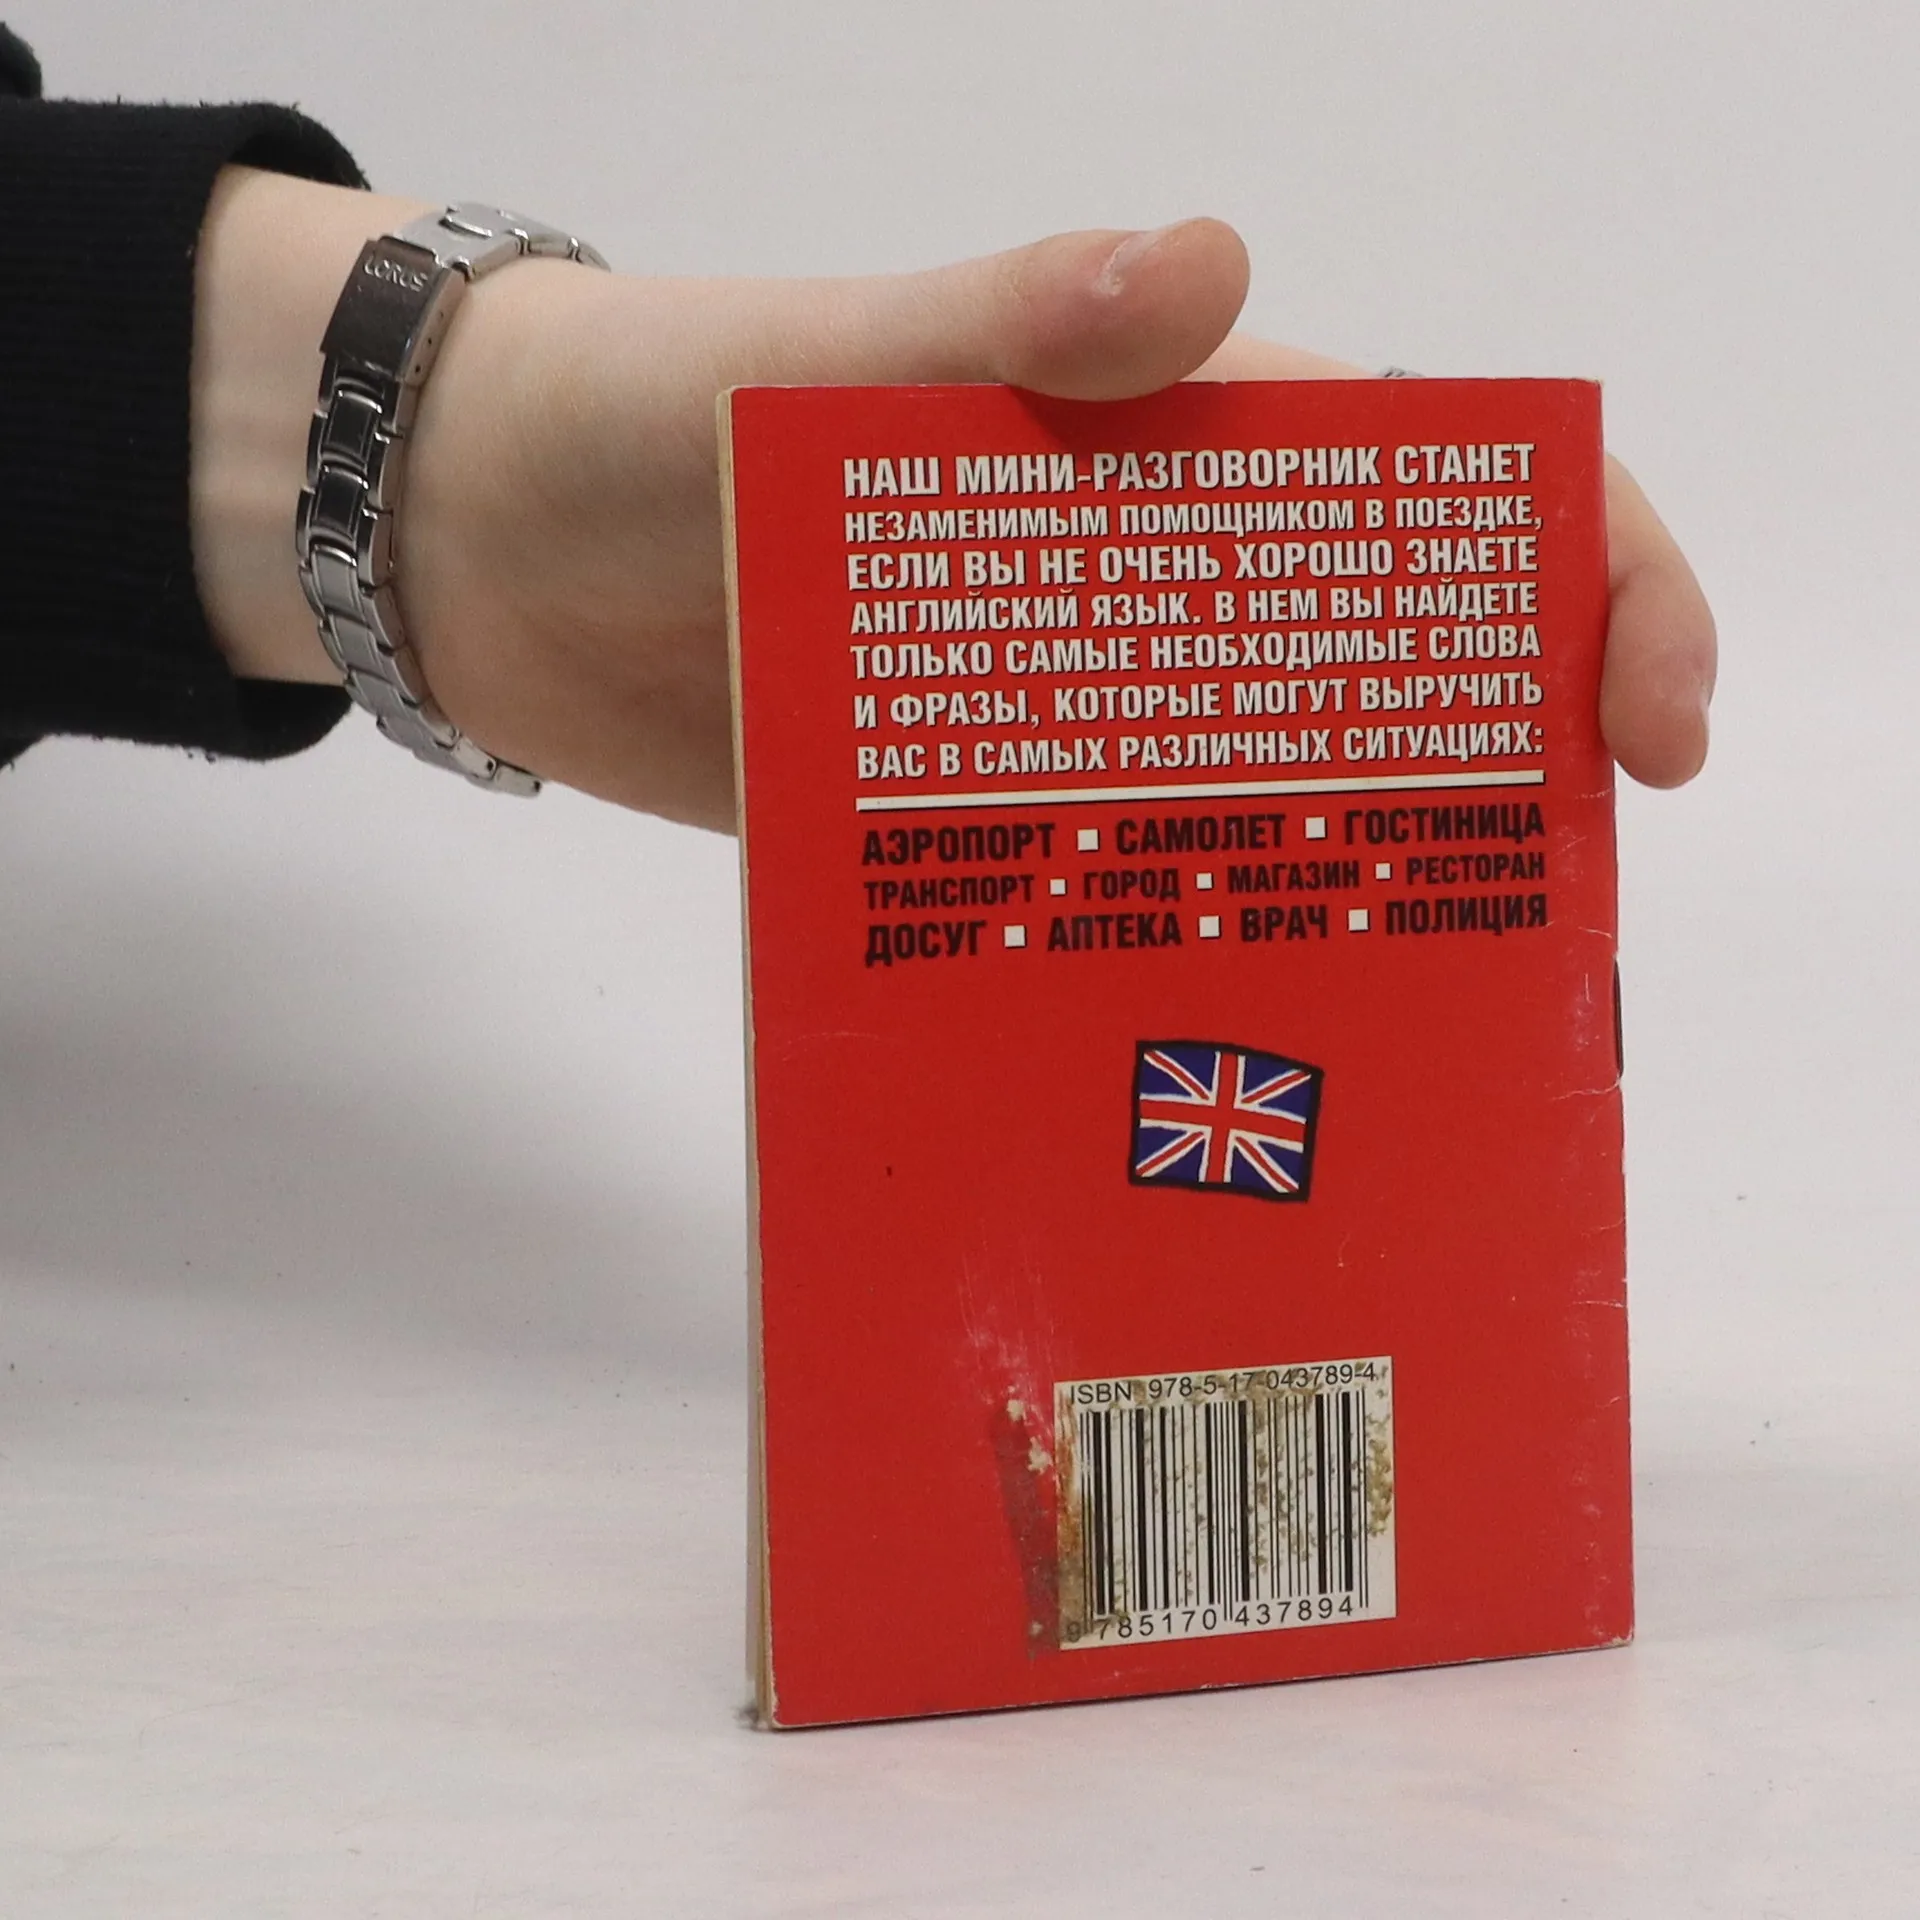 LORUS
НАШ МИНИ-РАЗГОВОРНИК СТАНЕТ
НЕЗАМЕНИМЫМ ПОМОЩНИКОМ В ПОЕЗДКЕ,
ЕСЛИ ВЫ НЕ ОЧЕНЬ ХОРОШО ЗНАЕТЕ
АНГЛИЙСКИЙ ЯЗЫК. В НЕМ ВЫ НАЙДЕТЕ
ТОЛЬКО САМЫЕ НЕОБХОДИМЫЕ СЛОВА
И ФРАЗЫ, КОТОРЫЕ МОГУТ ВЫРУЧИТЬ
ВАС В САМЫХ РАЗЛИЧНЫХ СИТУАЦИЯХ:
АЭРОПОРТ ▪ САМОЛЕТ ▪ ГОСТИНИЦА
ТРАНСПОРТ ▪ ГОРОД ▪ МАГАЗИН ▪ РЕСТОРАН
ДОСУГ ▪ АПТЕКА ▪ ВРАЧ ▪ ПОЛИЦИЯ
ISBN 978-5-17-043789-4
9 785170 437894